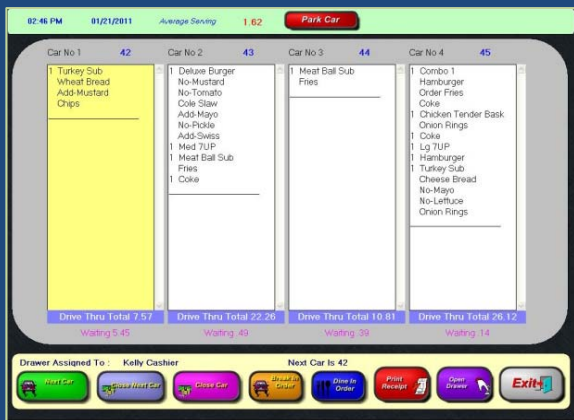 02:46 PM 01/21/2011 Average Serving 1.62 Park Car
Car No 1 42
1 Turkey Sub
Wheat Bread
Add-Mustard
Chips
Drive Thru Total 7.57
Waiting 5.45
Car No 2 43
1 Deluxe Burger
No-Mustard
No-Tomato
Cole Slaw
Add-Mayo
No-Pickle
Add-Swiss
1 Med 7UP
1 Meat Ball Sub
Fries
1 Coke
Drive Thru Total 22.26
Waiting .49
Car No 3 44
1 Meat Ball Sub
Fries
Drive Thru Total 10.81
Waiting .39
Car No 4 45
1 Combo 1
Hamburger
Order Fries
Coke
1 Chicken Tender Bask
Onion Rings
1 Coke
1 Lg 7UP
1 Hamburger
1 Turkey Sub
Cheese Bread
No-Mayo
No-Lettuce
Onion Rings
Drive Thru Total 26.12
Waiting .14
Drawer Assigned To : Kelly Cashier Next Car Is 42
Next Car
Close Next Car
Close Car
Break In Order
Dine In Order
Print Receipt
Open Drawer
Exit